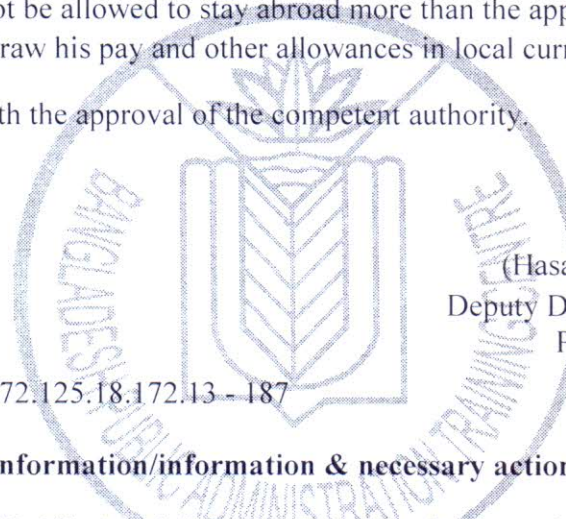 ot be allowed to stay abroad more than the app
raw his pay and other allowances in local curr
th the approval of the competent authority.
(Hasa
Deputy D
72.125.18.172.13 - 187
nformation/information & necessary action
BANGLADESH PUBLIC ADMINISTRATION TRAINING CENTRE